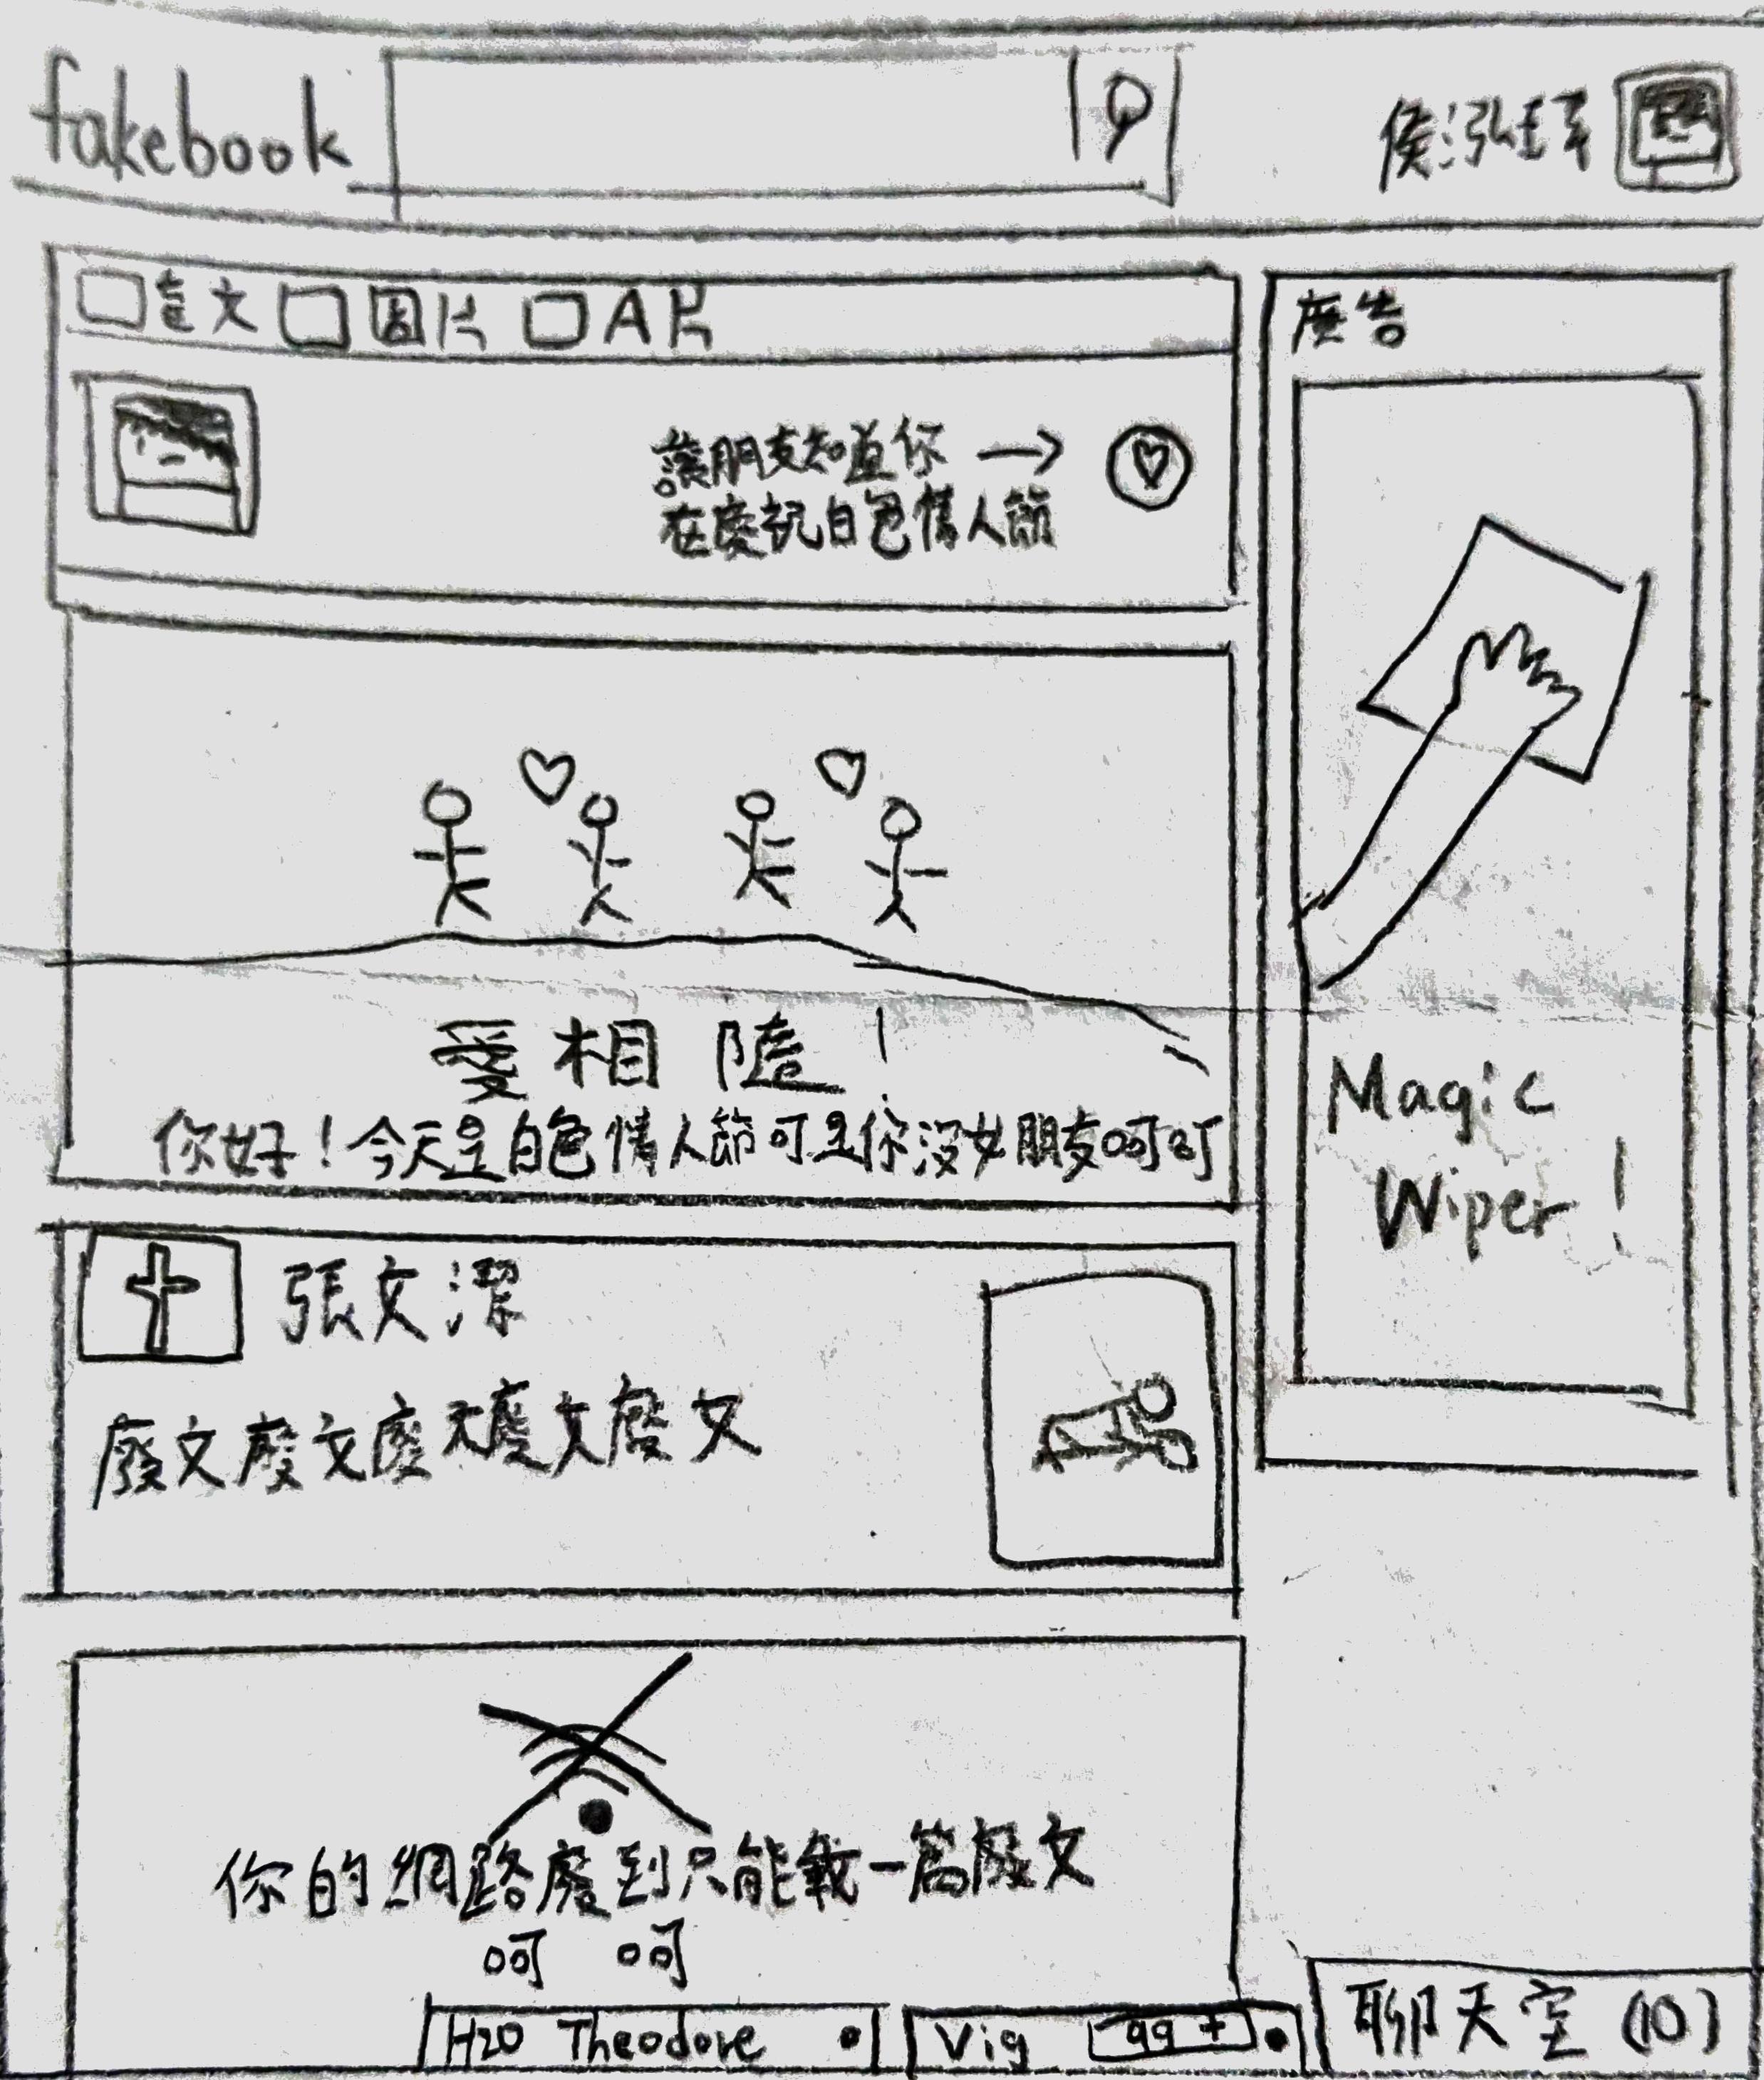 fakebook
侯泓
文 圖片 A片
讓朋友知道你 →
在慶祝白色情人節
廣告
愛相隨!
你好!今天是白色情人節可是你沒女朋友呵呵
Magic
Wiper!
張文潔
廢文廢文廢文廢文廢文
你的網路廢到只能載一篇廢文
呵 呵
H20 Theodore
Vig 99+
聊天室 (10)